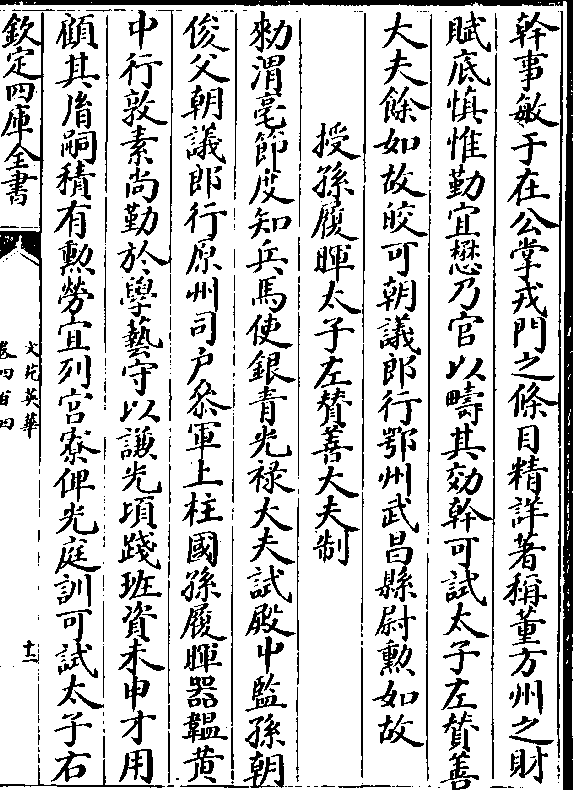 幹事敏于在公掌戎門之條目精詳著稱董方州之財
賦底慎惟勤宜懋乃官以疇其効幹可試太子左贊善
大夫餘如故皎可朝議郎行鄂州武昌縣尉勲如故
授孫履暉太子左贊善大夫制
勅渭亳節度知兵馬使銀青光禄大夫試殿中監孫朝
俊父朝議郎行原州司户叅軍上柱國孫履暉器韞黄
中行敦素尚勤於學藝守以謙光頃踐班資未申才用
顧其胤嗣積有勲勞宜列宫寮俾光庭訓可試太子右
欽定四庫全書
文苑英華
卷四百四
十二